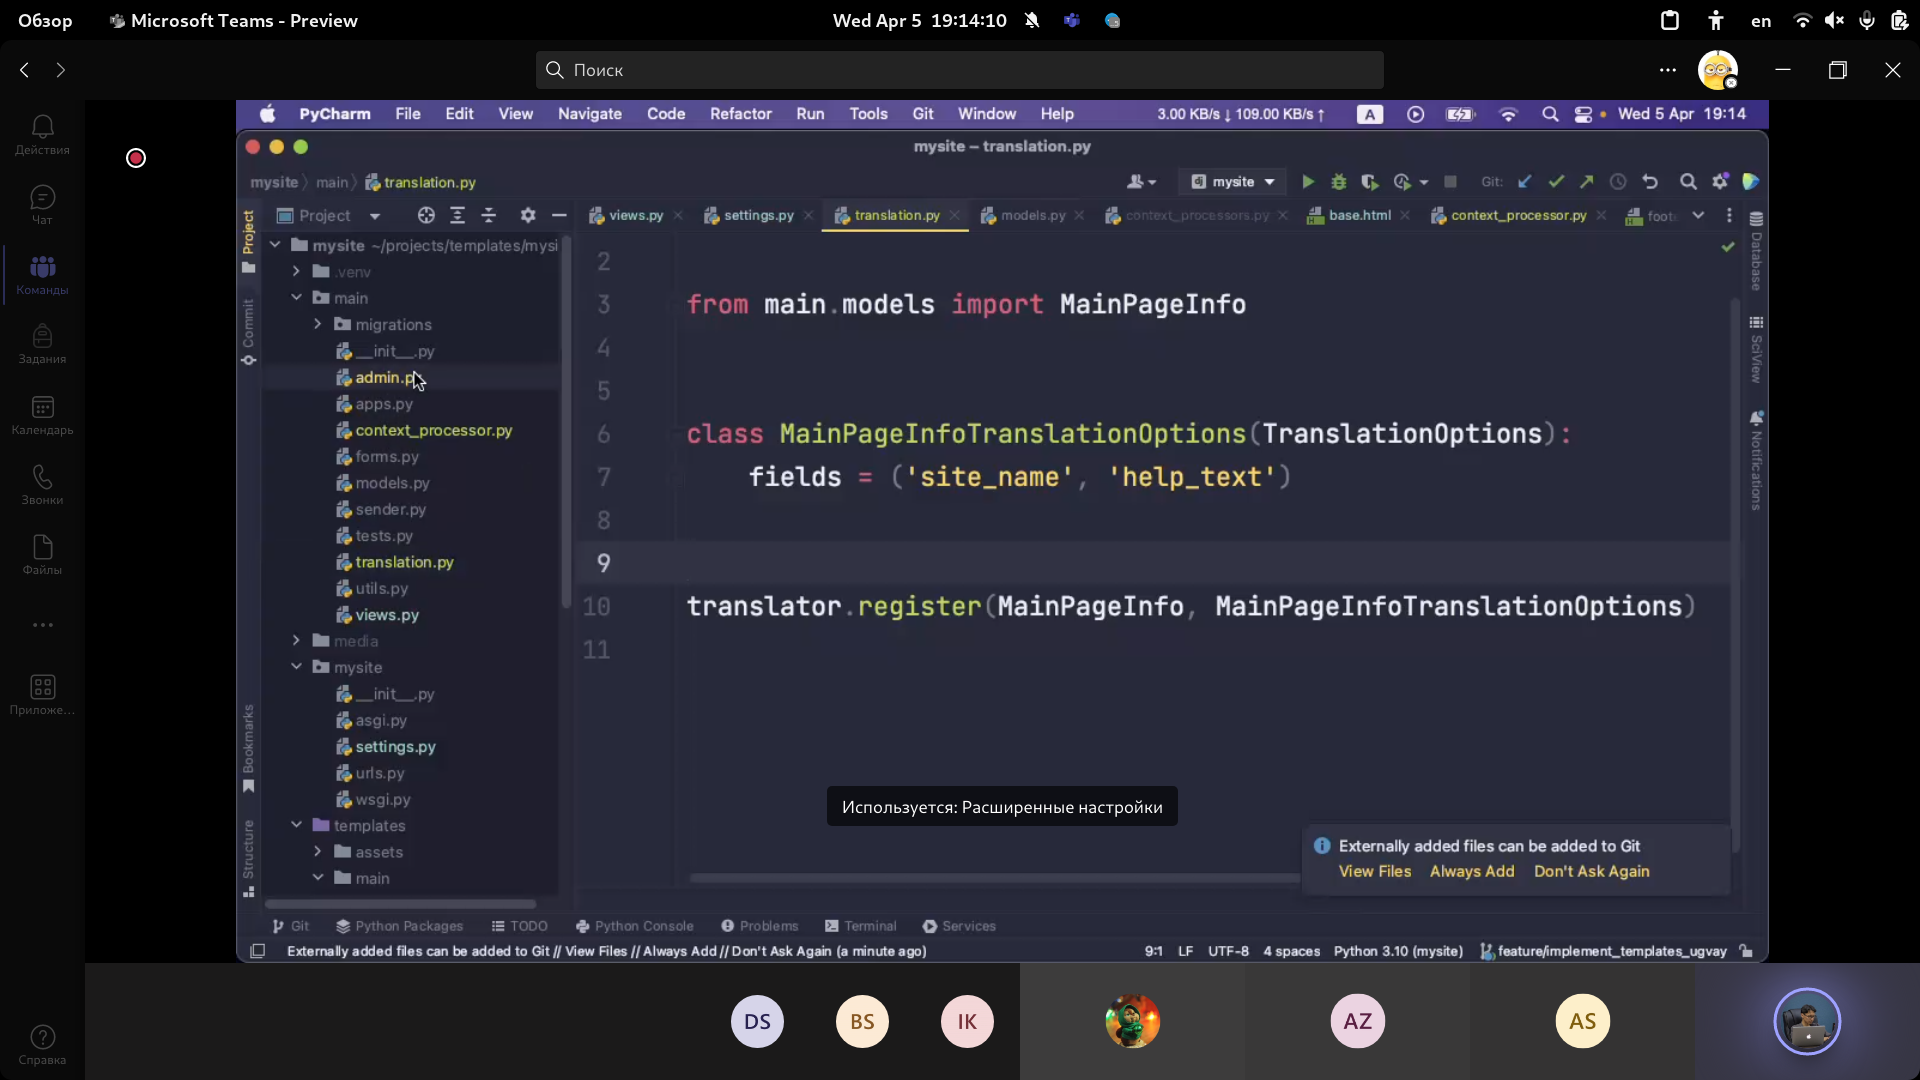 Обзор
Microsoft Teams - Preview
Wed Apr 5 19:14:10
en
Поиск
Действия
Чат
Команды
Задания
Календарь
Звонки
Файлы
Приложе...
Справка
PyCharm File Edit View Navigate Code Refactor Run Tools Git Window Help
3.00 KB/s ↓ 109.00 KB/s ↑
A
Wed 5 Apr 19:14
mysite – translation.py
mysite main translation.py
mysite
Git:
Project
views.py settings.py translation.py models.py context_processors.py base.html context_processor.py foot
Project
Commit
Bookmarks
Structure
mysite ~/projects/templates/mysi
.venv
main
migrations
__init__.py
admin.p
apps.py
context_processor.py
forms.py
models.py
sender.py
tests.py
translation.py
utils.py
views.py
media
mysite
__init__.py
asgi.py
settings.py
urls.py
wsgi.py
templates
assets
main
2
3 from main.models import MainPageInfo
4
5
6 class MainPageInfoTranslationOptions(TranslationOptions):
7 fields = ('site_name', 'help_text')
8
9
10 translator.register(MainPageInfo, MainPageInfoTranslationOptions)
11
Database
SciView
Notifications
Используется: Расширенные настройки
Externally added files can be added to Git
View Files Always Add Don't Ask Again
Git Python Packages TODO Python Console Problems Terminal Services
Externally added files can be added to Git // View Files // Always Add // Don't Ask Again (a minute ago)
9:1 LF UTF-8 4 spaces Python 3.10 (mysite) feature/implement_templates_ugvay
DS
BS
IK
AZ
AS